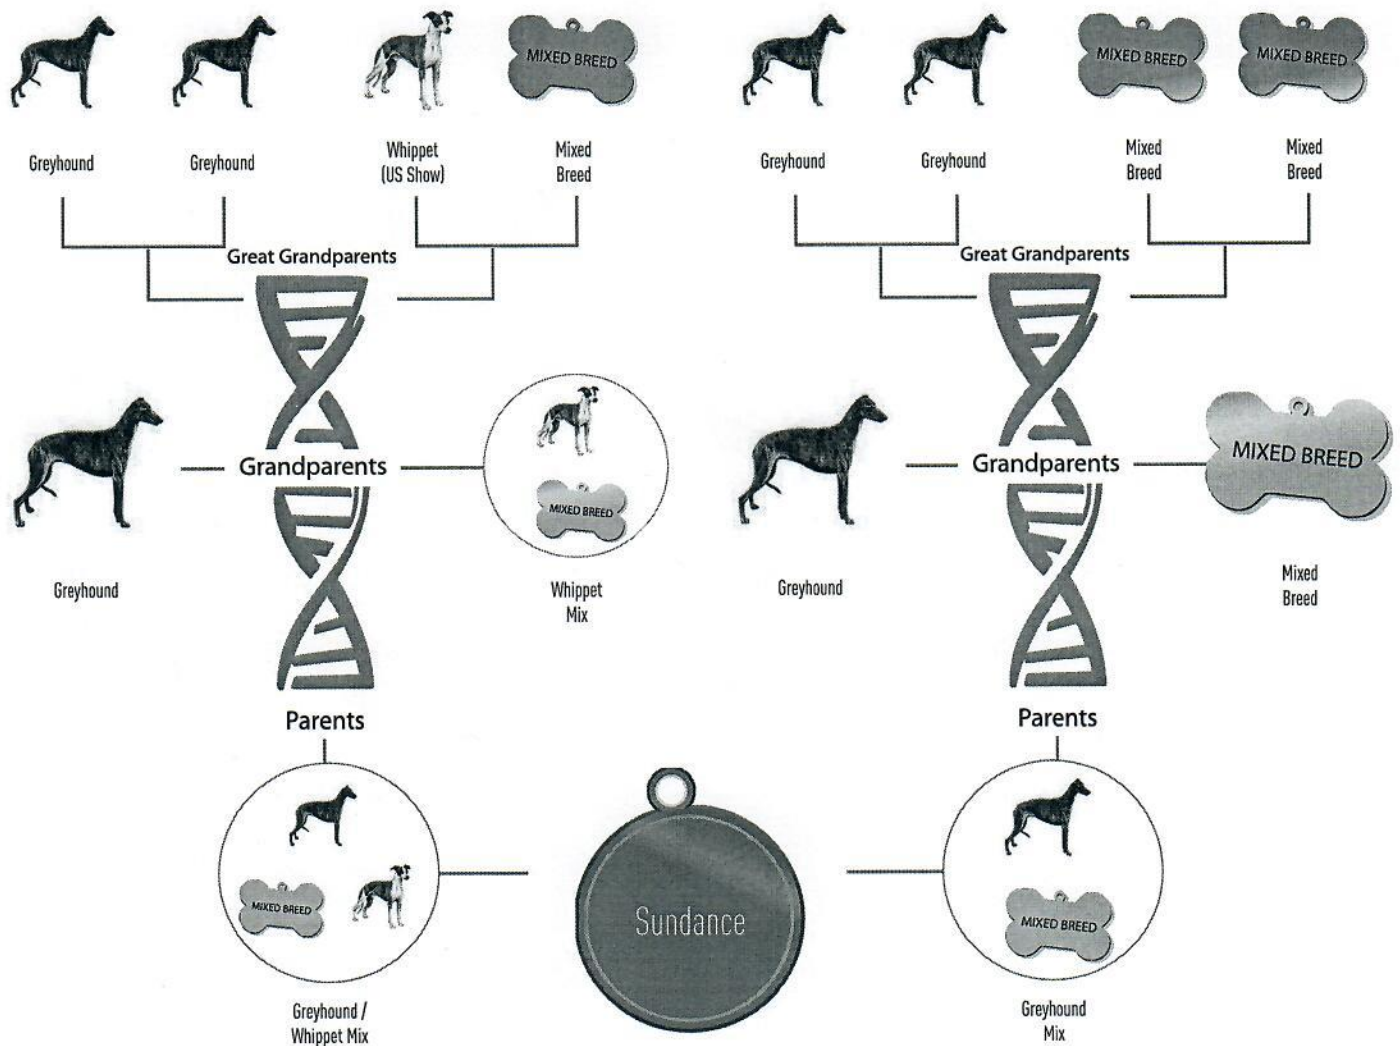 MIXED BREED
MIXED BREED
MIXED BREED
Greyhound
Greyhound
Whippet
(US Show)
Mixed
Breed
Greyhound
Greyhound
Mixed
Breed
Mixed
Breed
Great Grandparents
Great Grandparents
MIXED BREED
Grandparents
Grandparents
MIXED BREED
Greyhound
Whippet
Mix
Greyhound
Mixed
Breed
Parents
Parents
MIXED BREED
Sundance
MIXED BREED
Greyhound /
Whippet Mix
Greyhound
Mix